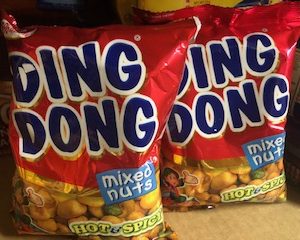 DING
DONG
mixed
nuts
HOT & SPICY
DING
DONG
mixed
nuts
HOT & SPICY